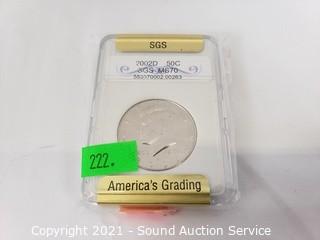 SGS
2002D 50C
SGS MS70
222.
America's Grading
Copyright 2021 - Sound Auction Service